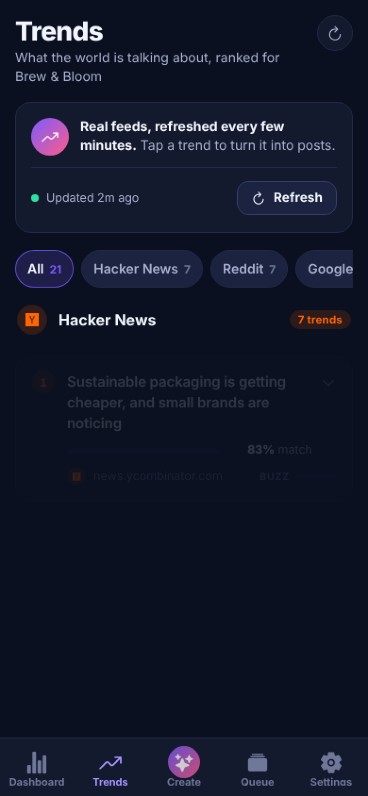 Trends
What the world is talking about, ranked for
Brew & Bloom
Real feeds, refreshed every few
minutes. Tap a trend to turn it into posts.
Updated 2m ago
Refresh
All 21
Hacker News 7
Reddit 7
Google
Y
Hacker News
7 trends
1
Sustainable packaging is getting
cheaper, and small brands are
noticing
83% match
Y
news.ycombinator.com
BUZZ
Dashboard
Trends
Create
Queue
Settings